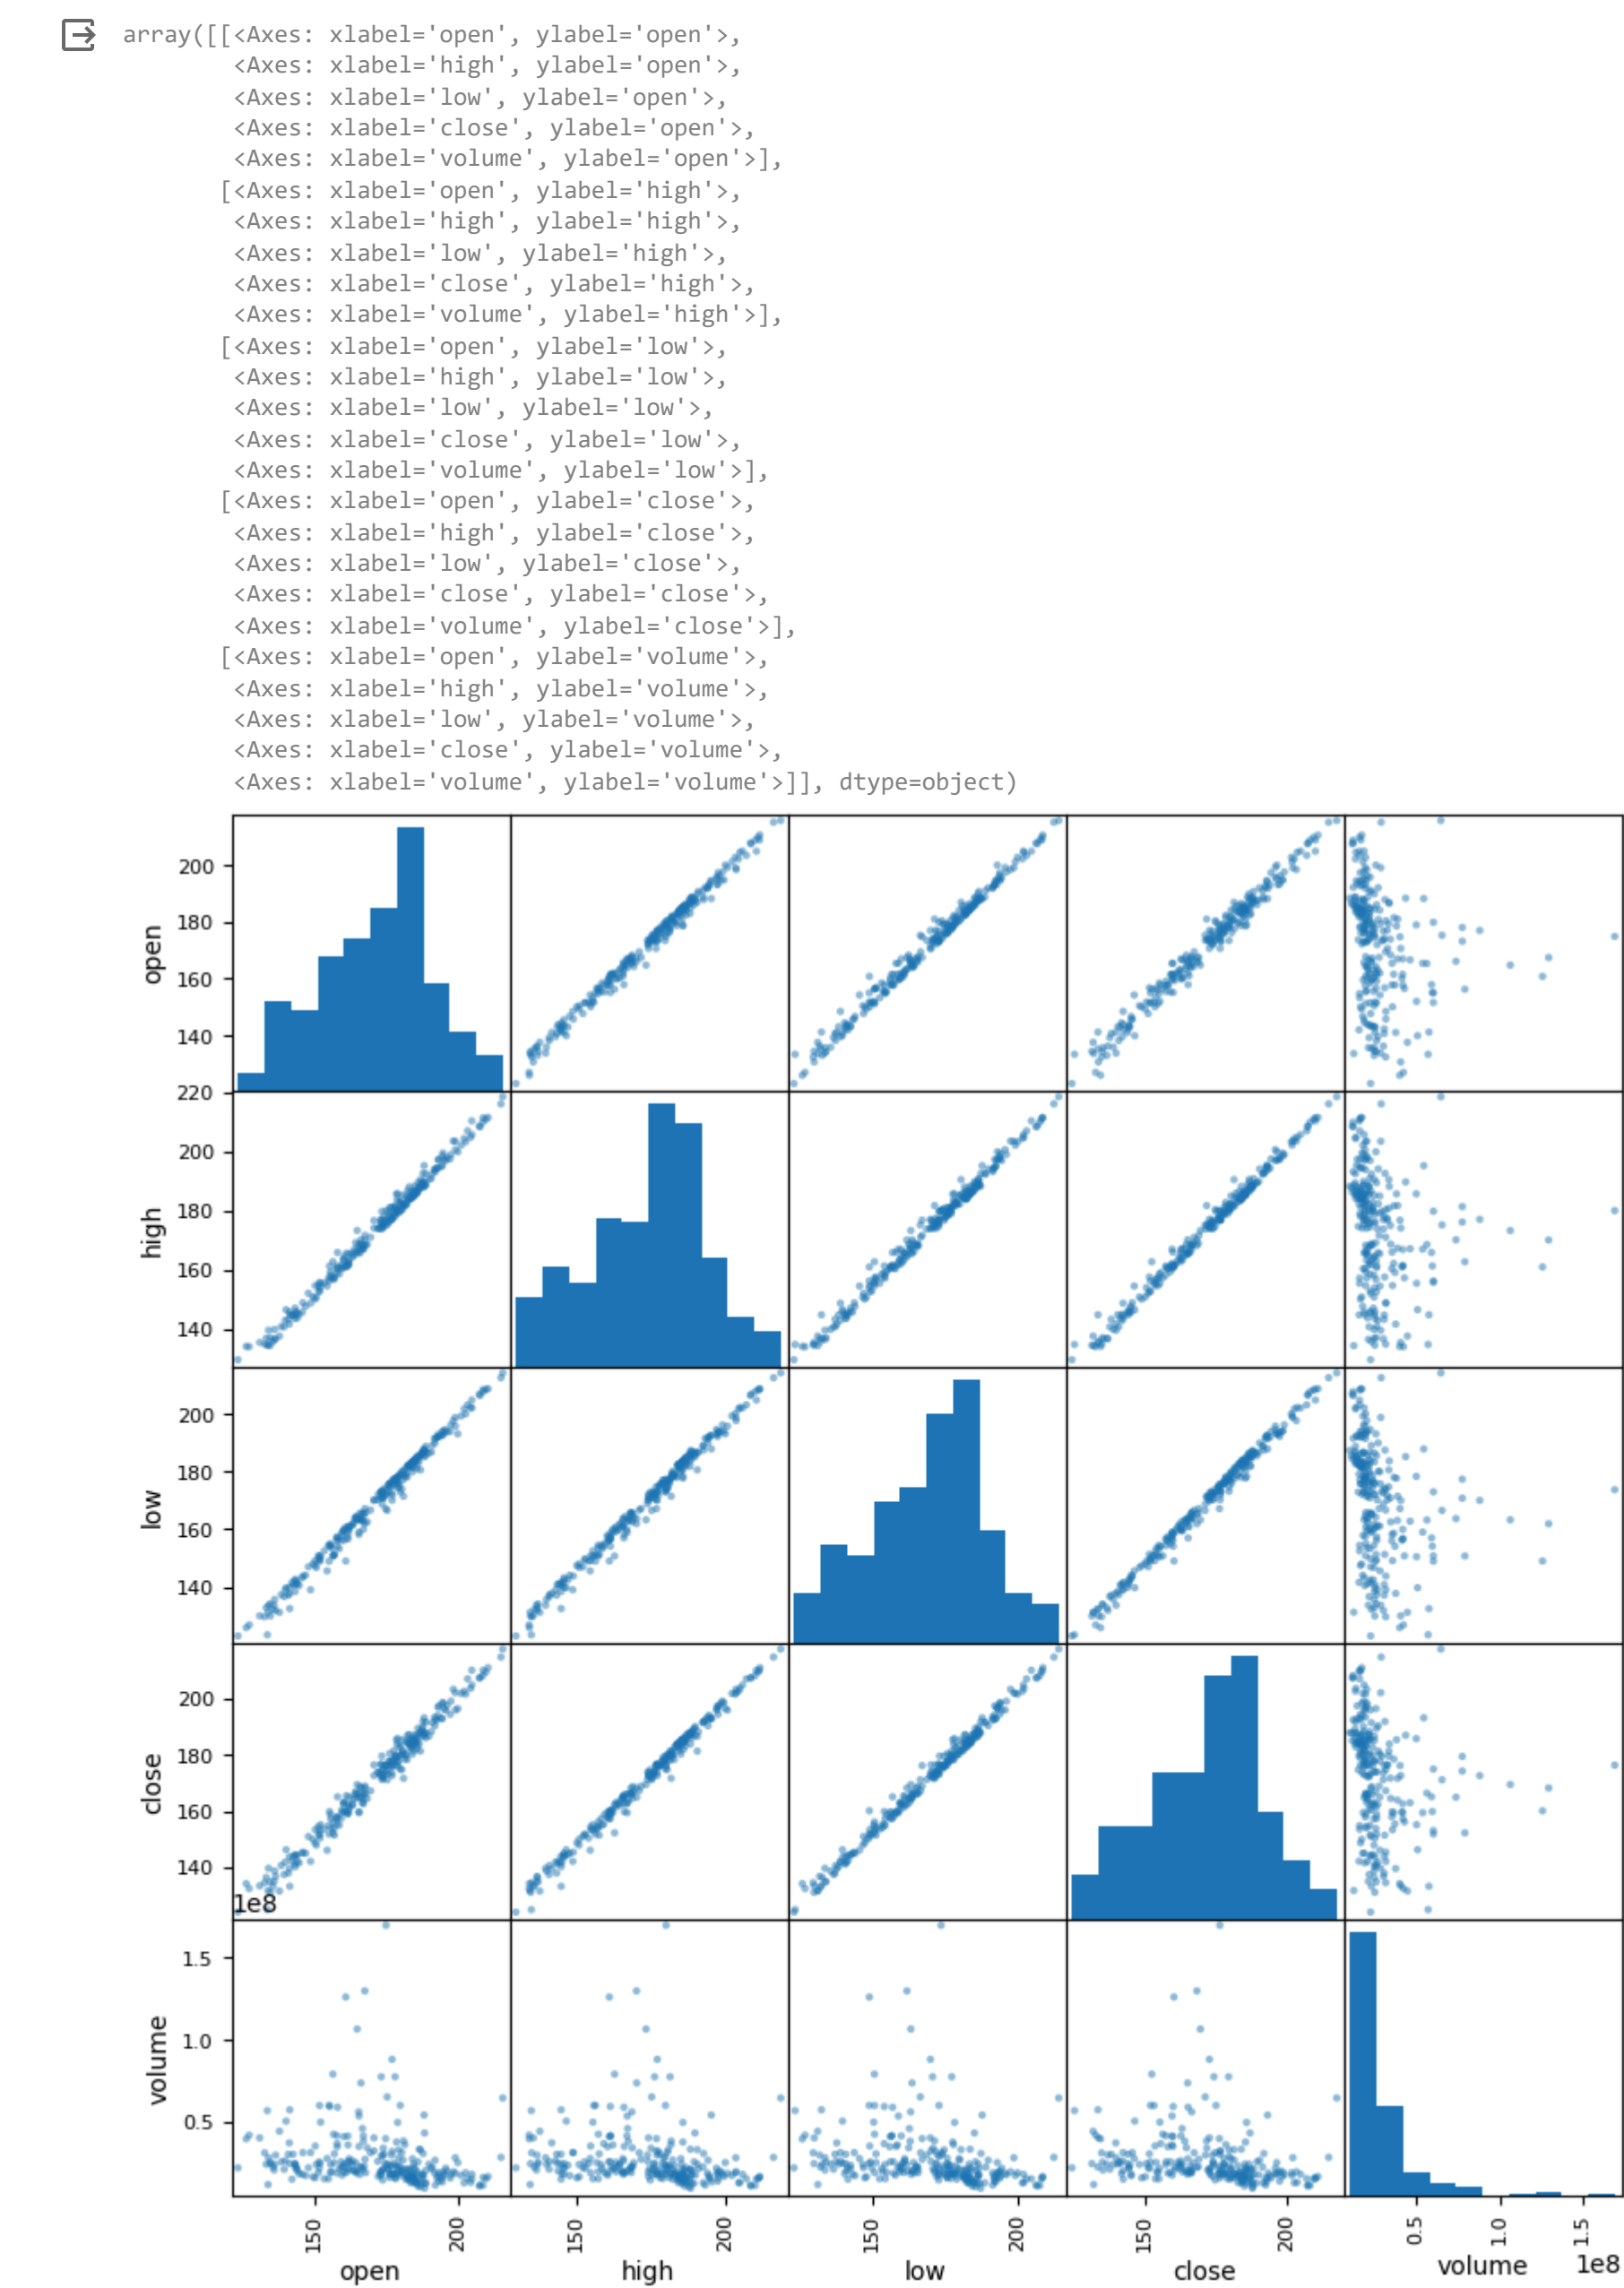 array([[<Axes: xlabel='open', ylabel='open'>,
<Axes: xlabel='high', ylabel='open'>,
<Axes: xlabel='low', ylabel='open'>,
<Axes: xlabel='close', ylabel='open'>,
<Axes: xlabel='volume', ylabel='open'>],
[<Axes: xlabel='open', ylabel='high'>,
<Axes: xlabel='high', ylabel='high'>,
<Axes: xlabel='low', ylabel='high'>,
<Axes: xlabel='close', ylabel='high'>,
<Axes: xlabel='volume', ylabel='high'>],
[<Axes: xlabel='open', ylabel='low'>,
<Axes: xlabel='high', ylabel='low'>,
<Axes: xlabel='low', ylabel='low'>,
<Axes: xlabel='close', ylabel='low'>,
<Axes: xlabel='volume', ylabel='low'>],
[<Axes: xlabel='open', ylabel='close'>,
<Axes: xlabel='high', ylabel='close'>,
<Axes: xlabel='low', ylabel='close'>,
<Axes: xlabel='close', ylabel='close'>,
<Axes: xlabel='volume', ylabel='close'>],
[<Axes: xlabel='open', ylabel='volume'>,
<Axes: xlabel='high', ylabel='volume'>,
<Axes: xlabel='low', ylabel='volume'>,
<Axes: xlabel='close', ylabel='volume'>,
<Axes: xlabel='volume', ylabel='volume'>]], dtype=object)
200
180
160
140
open
220
200
180
160
140
high
200
180
160
140
low
200
180
160
140
close
1e8
1.5
1.0
0.5
volume
150 200 150 200 150 200 150 200 0.5 1.0 1.5
open high low close volume 1e8